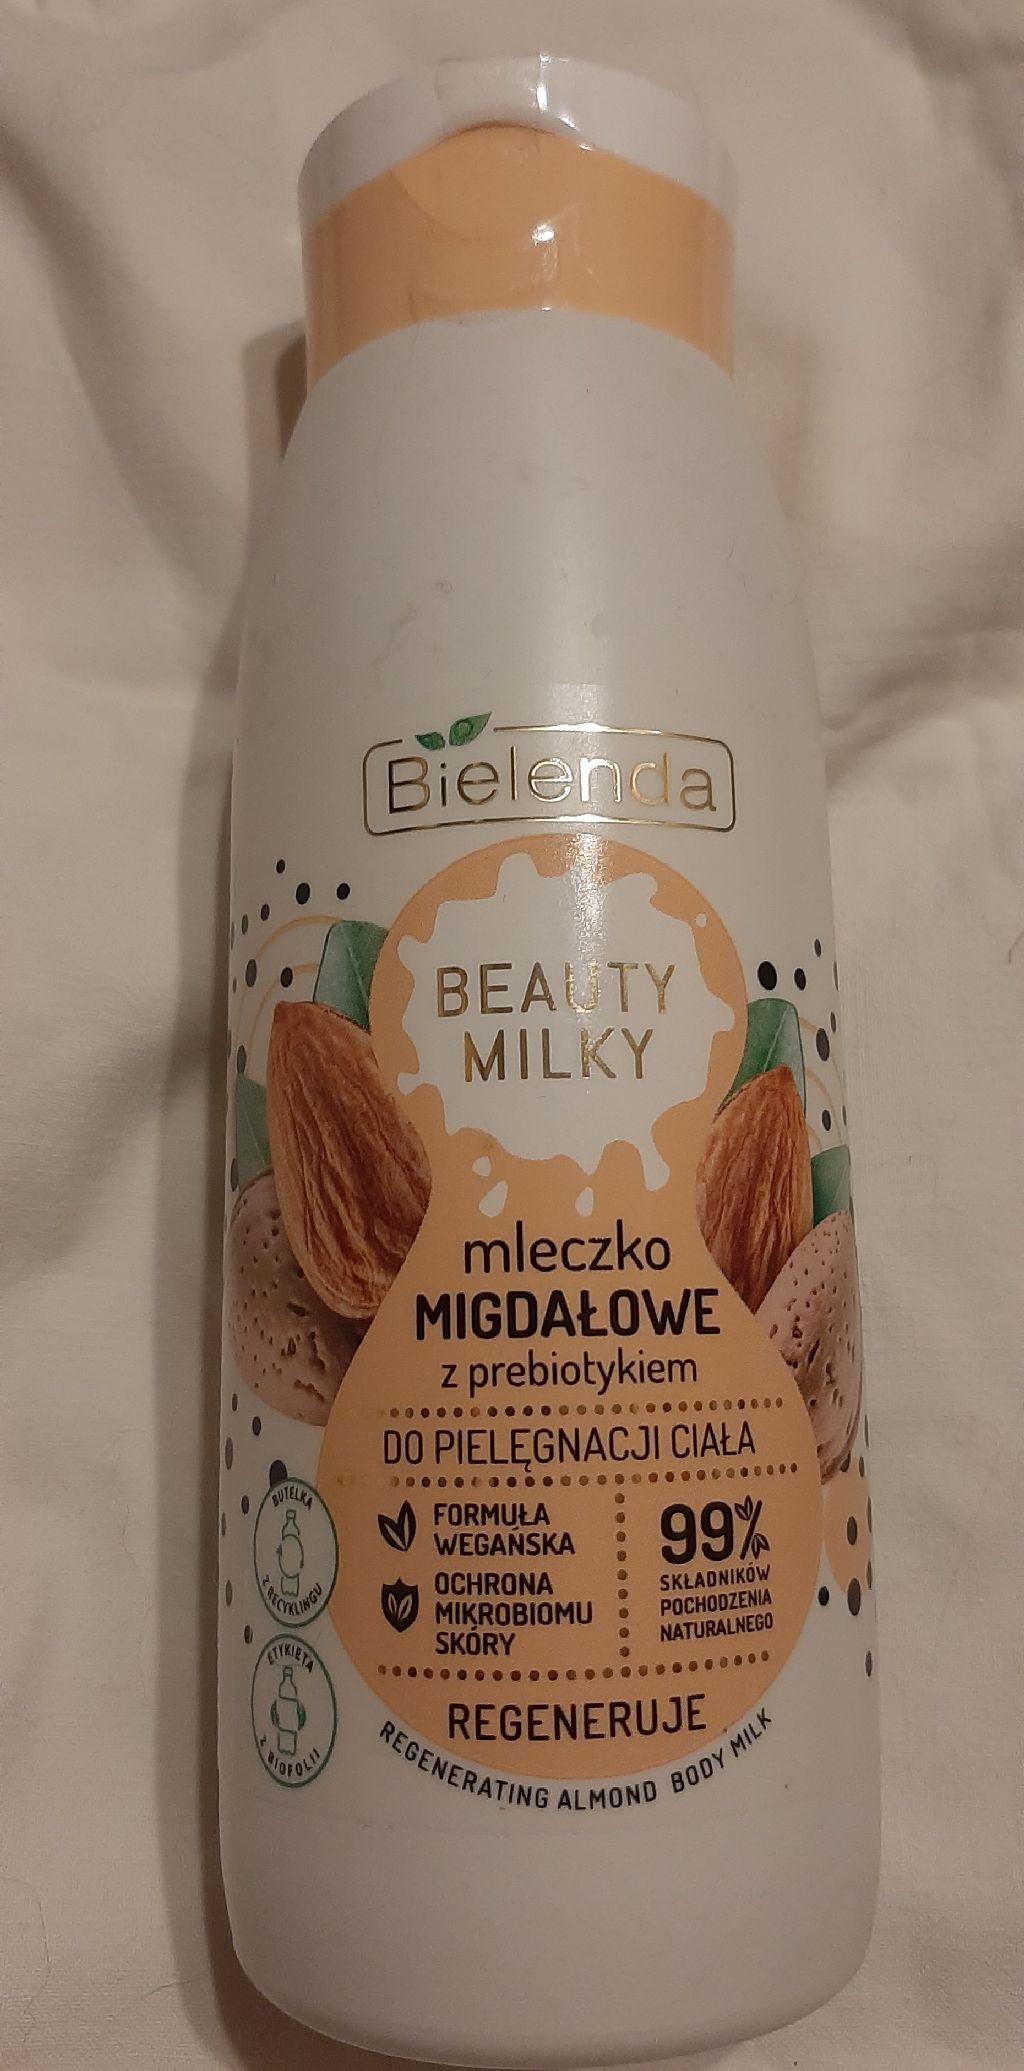 Bielenda
BEAUTY
MILKY
mleczko
MIGDAŁOWE
z prebiotykiem
DO PIELĘGNACJI CIAŁA
FORMUŁA
WEGAŃSKA
OCHRONA
MIKROBIOMU
SKÓRY
99%
SKŁADNIKÓW
POCHODZENIA
NATURALNEGO
BUTELKA
Z RECYKLINGU
ETYKIETA
Z BIOFOLII
REGENERUJE
REGENERATING ALMOND BODY MILK